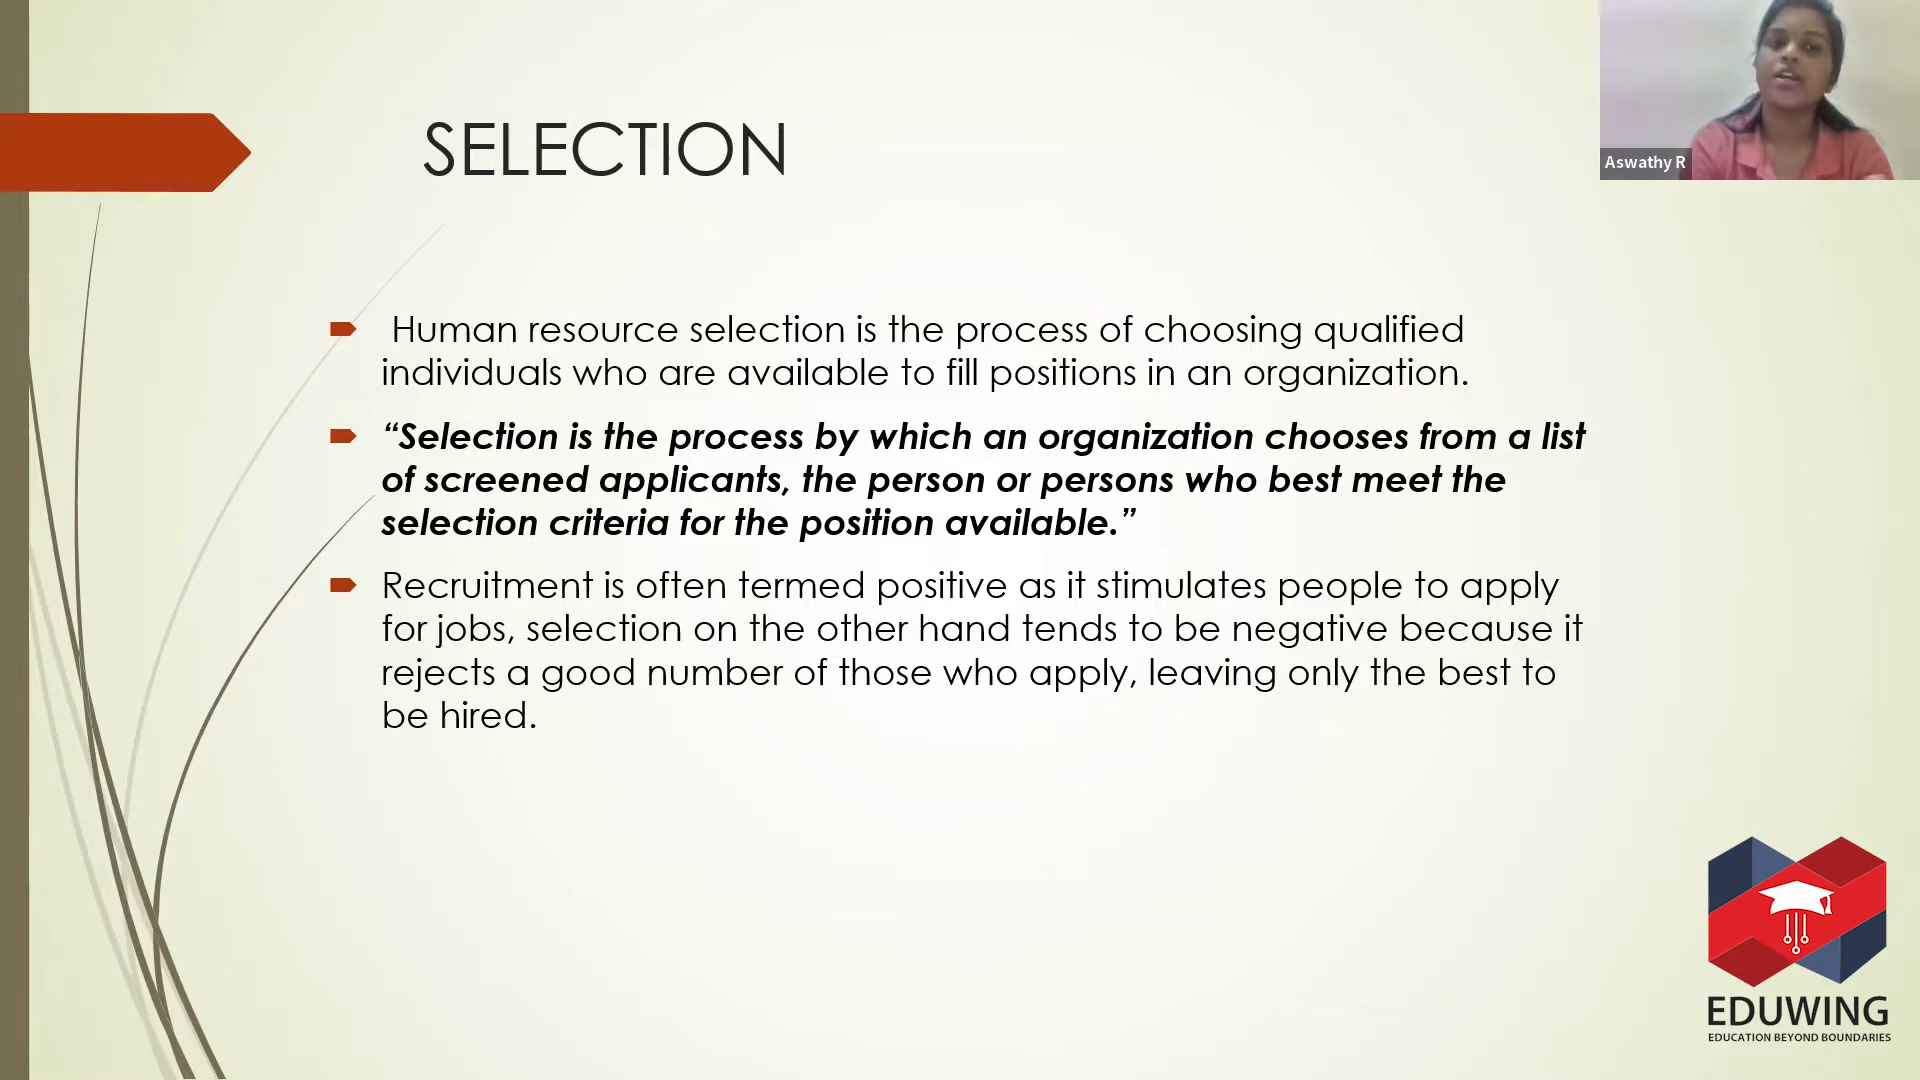 SELECTION
Aswathy R
Human resource selection is the process of choosing qualified
individuals who are available to fill positions in an organization.
“Selection is the process by which an organization chooses from a list
of screened applicants, the person or persons who best meet the
selection criteria for the position available.”
Recruitment is often termed positive as it stimulates people to apply
for jobs, selection on the other hand tends to be negative because it
rejects a good number of those who apply, leaving only the best to
be hired.
EDUWING
EDUCATION BEYOND BOUNDARIES